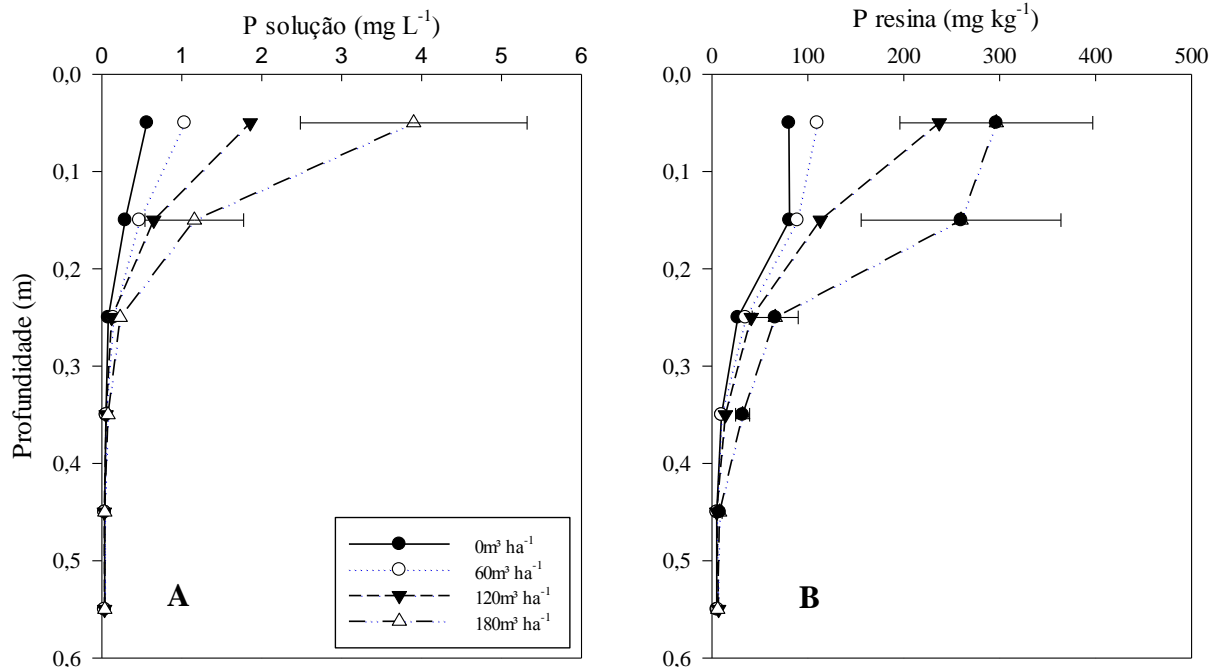 P solução (mg L⁻¹)
0 1 2 3 4 5 6
0,0
0,1
0,2
0,3
0,4
0,5
0,6
Profundidade (m)
A
0m³ ha⁻¹
60m³ ha⁻¹
120m³ ha⁻¹
180m³ ha⁻¹
P resina (mg kg⁻¹)
0 100 200 300 400 500
0,0
0,1
0,2
0,3
0,4
0,5
0,6
B